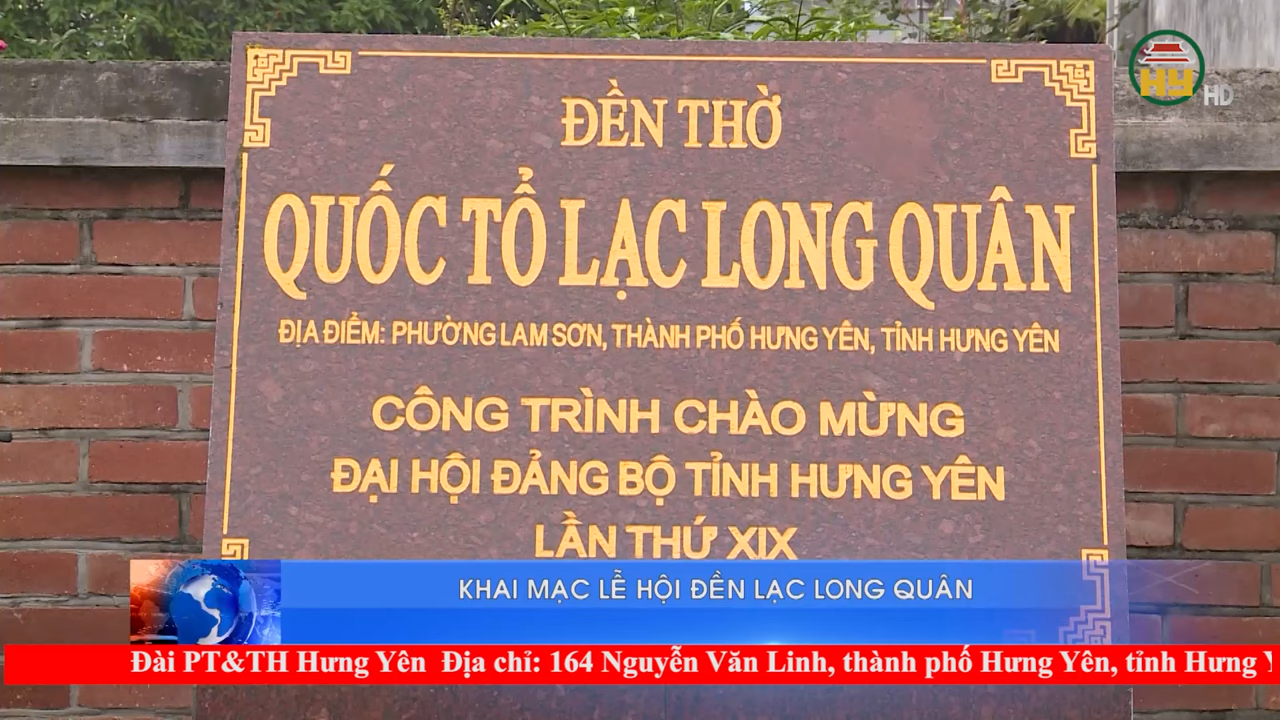 HY HD
ĐỀN THỜ
QUỐC TỔ LẠC LONG QUÂN
ĐỊA ĐIỂM: PHƯỜNG LAM SƠN, THÀNH PHỐ HƯNG YÊN, TỈNH HƯNG YÊN
CÔNG TRÌNH CHÀO MỪNG
ĐẠI HỘI ĐẢNG BỘ TỈNH HƯNG YÊN
LẦN THỨ XIX
KHAI MẠC LỄ HỘI ĐỀN LẠC LONG QUÂN
Đài PT&TH Hưng Yên Địa chỉ: 164 Nguyễn Văn Linh, thành phố Hưng Yên, tỉnh Hưng Y